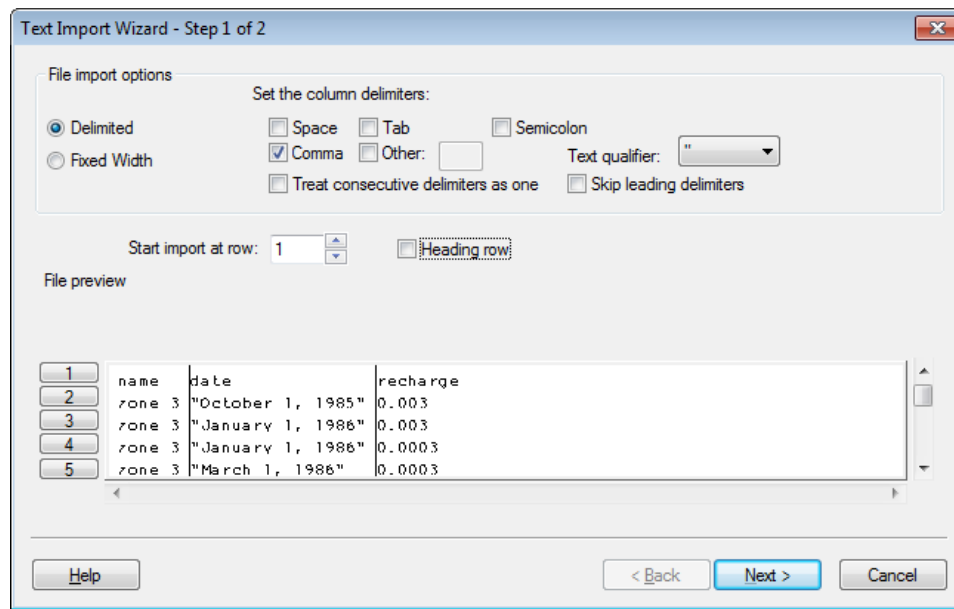 Text Import Wizard - Step 1 of 2
File import options
Set the column delimiters:
Delimited
Space
Tab
Semicolon
Fixed Width
Comma
Other:
Text qualifier: "
Treat consecutive delimiters as one
Skip leading delimiters
Start import at row: 1
Heading row
File preview
1 name date recharge
2 zone 3 "October 1, 1985" 0.003
3 zone 3 "January 1, 1986" 0.003
4 zone 3 "January 1, 1986" 0.0003
5 zone 3 "March 1, 1986" 0.0003
Help
< Back
Next >
Cancel